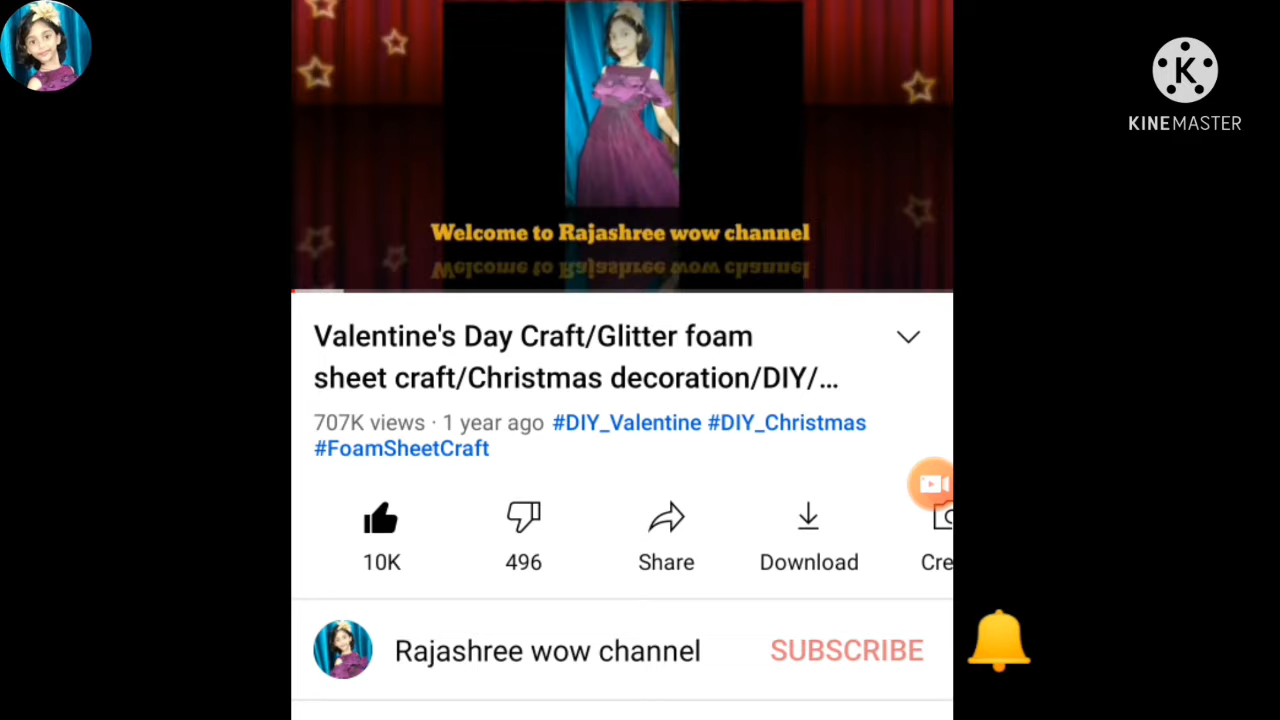 K
KINEMASTER
Welcome to Rajashree wow channel
Welcome to Rajashree wow channel
Valentine's Day Craft/Glitter foam
sheet craft/Christmas decoration/DIY/...
707K views · 1 year ago #DIY_Valentine #DIY_Christmas
#FoamSheetCraft
10K
496
Share
Download
Cre
Rajashree wow channel
SUBSCRIBE